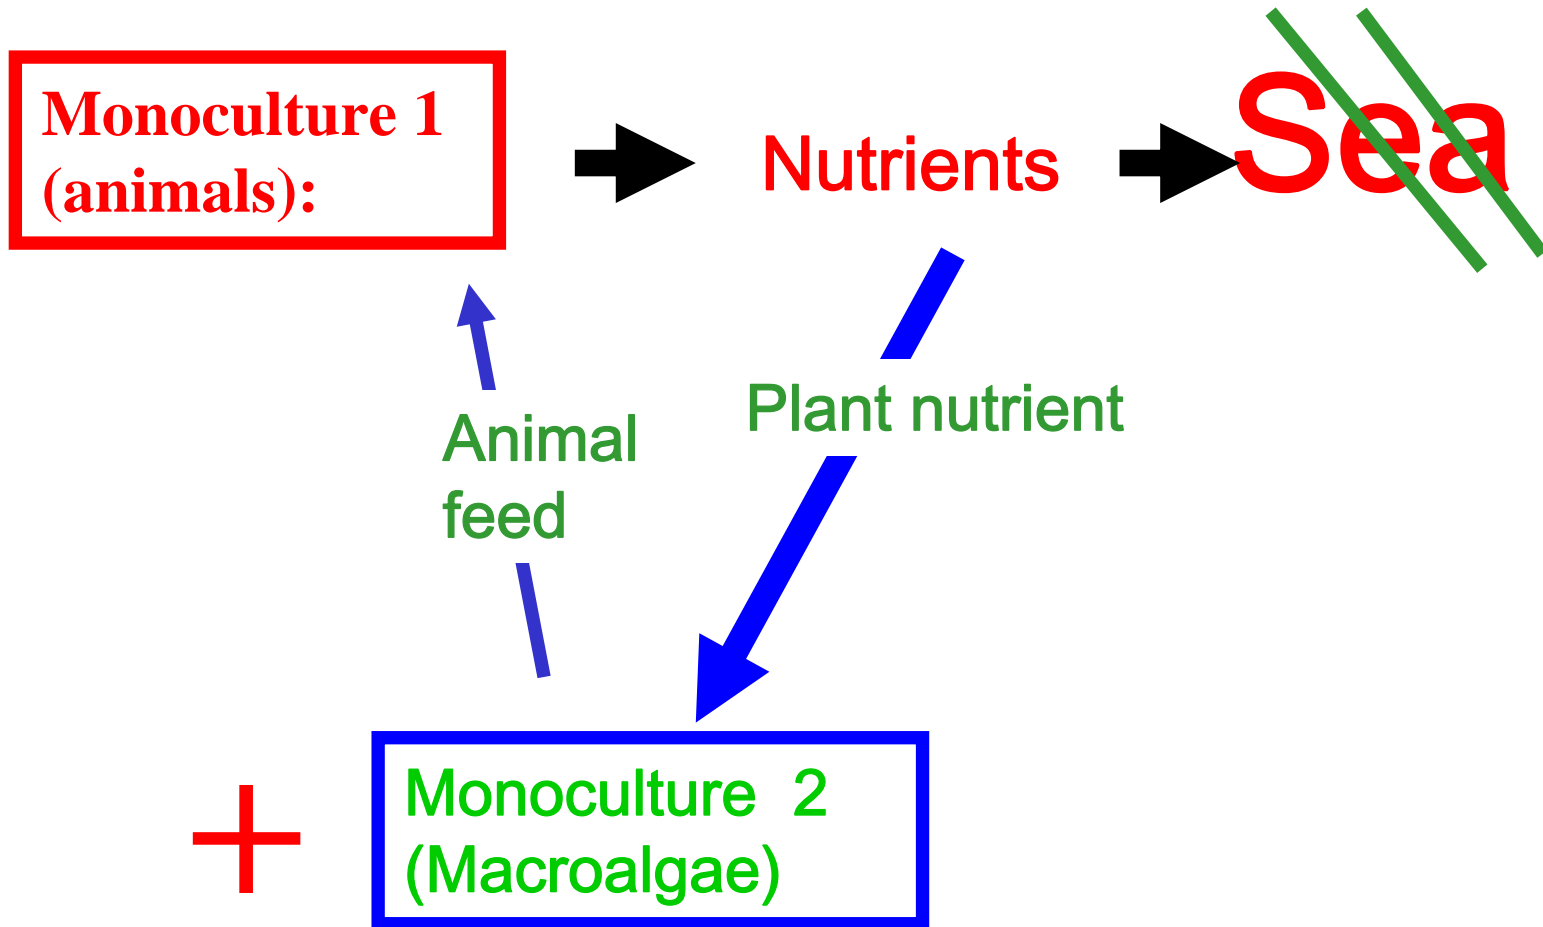 Monoculture 1
(animals):
Nutrients
Sea
Plant nutrient
Animal
feed
+
Monoculture 2
(Macroalgae)